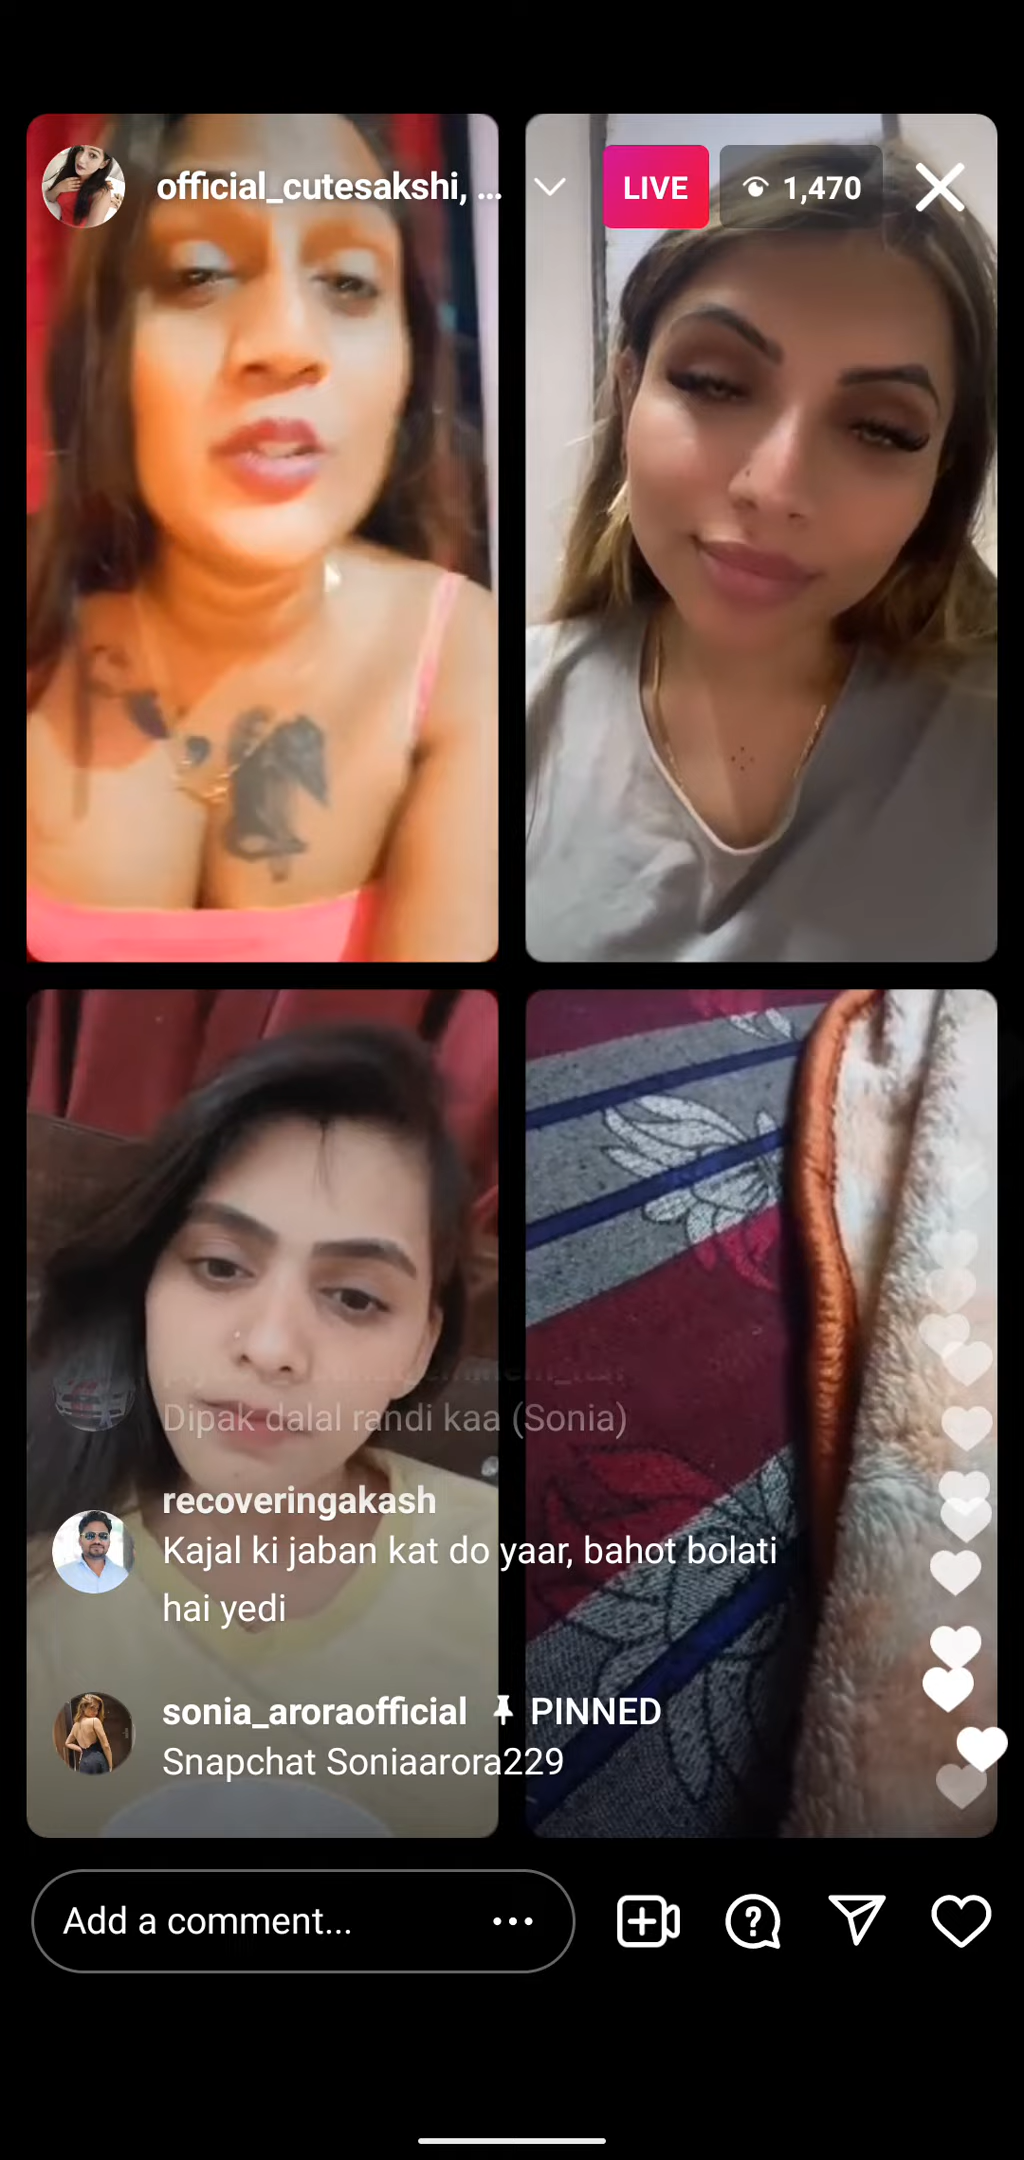 official_cutesakshi, ...
LIVE
1,470
Dipak dalal randi kaa (Sonia)
recoveringakash
Kajal ki jaban kat do yaar, bahot bolati
hai yedi
sonia_aroraofficial PINNED
Snapchat Soniaarora229
Add a comment...